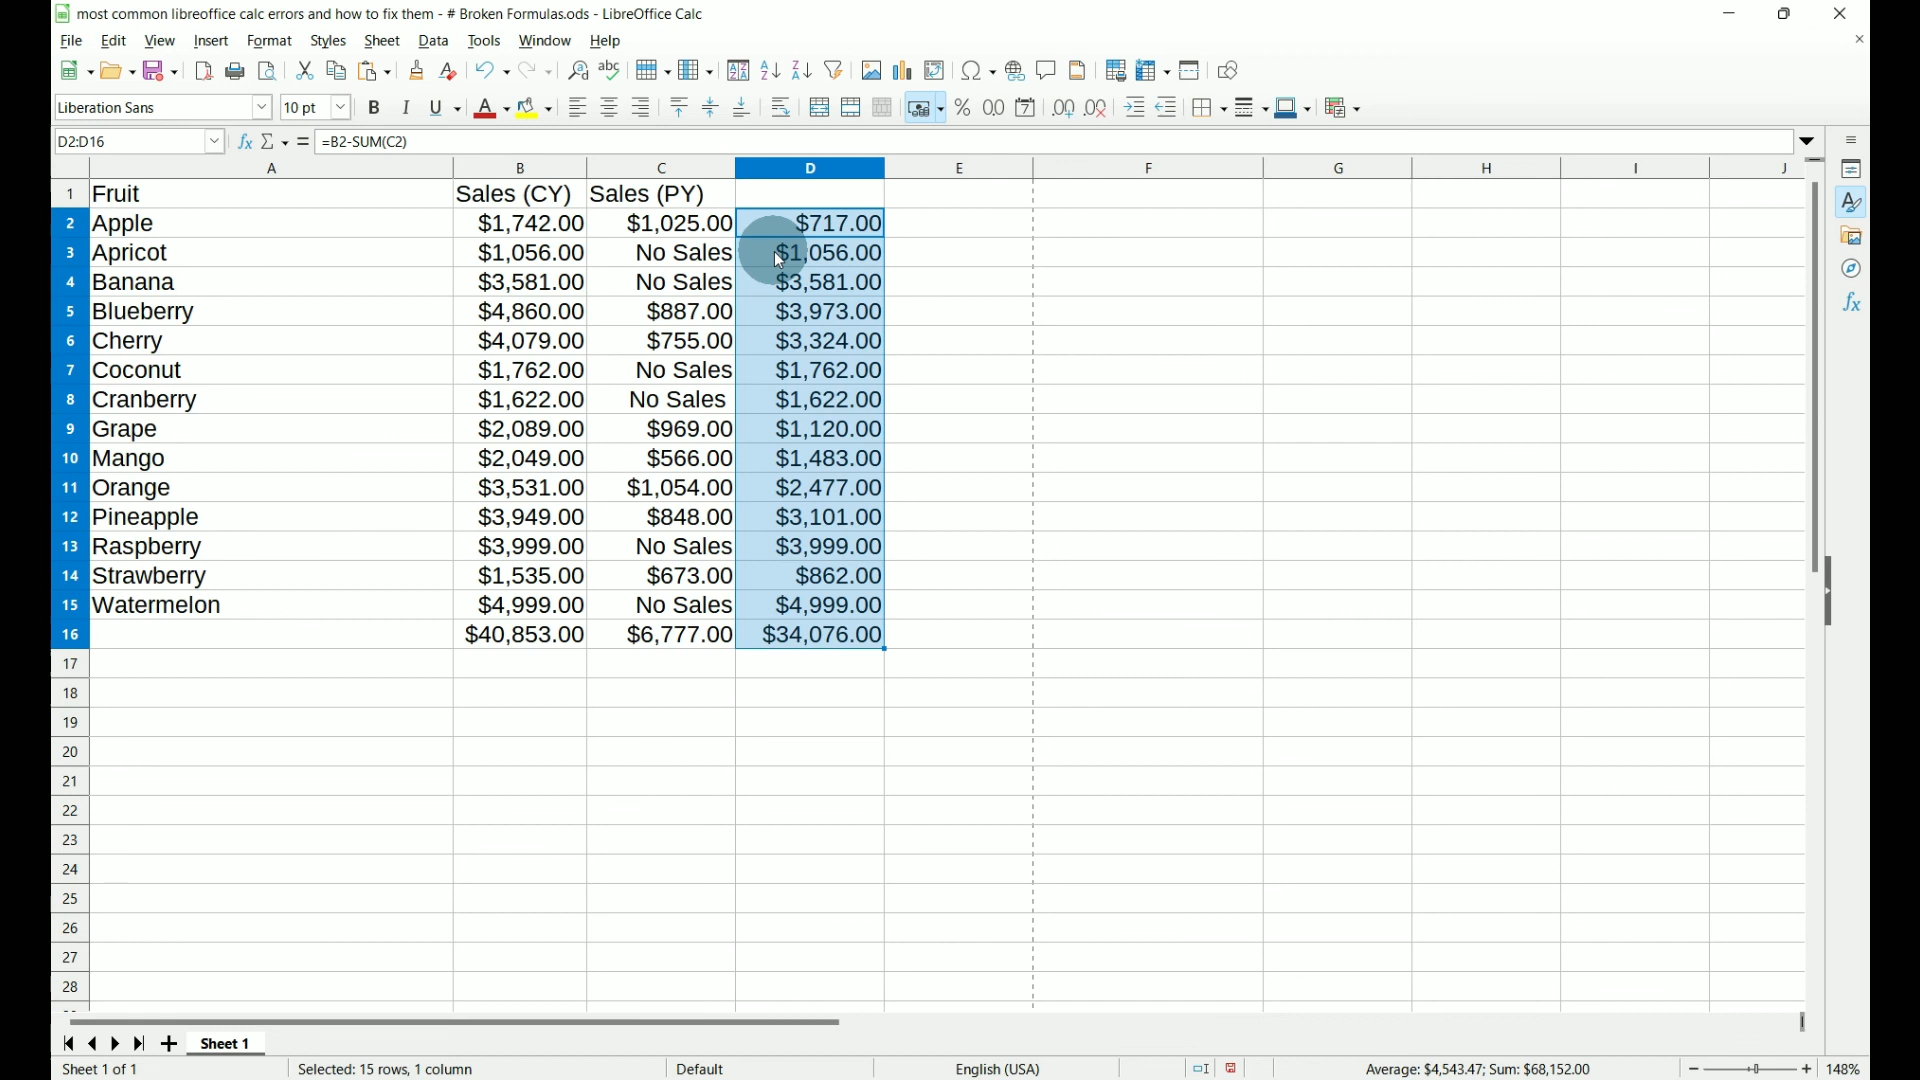 most common libreoffice calc errors and how to fix them - # Broken Formulas.ods - LibreOffice Calc
File Edit View Insert Format Styles Sheet Data Tools Window Help
Liberation Sans 10 pt
D2:D16 =B2-SUM(C2)
A B C D E F G H I J
1 Fruit Sales (CY) Sales (PY)
2 Apple $1,742.00 $1,025.00 $717.00
3 Apricot $1,056.00 No Sales $1,056.00
4 Banana $3,581.00 No Sales $3,581.00
5 Blueberry $4,860.00 $887.00 $3,973.00
6 Cherry $4,079.00 $755.00 $3,324.00
7 Coconut $1,762.00 No Sales $1,762.00
8 Cranberry $1,622.00 No Sales $1,622.00
9 Grape $2,089.00 $969.00 $1,120.00
10 Mango $2,049.00 $566.00 $1,483.00
11 Orange $3,531.00 $1,054.00 $2,477.00
12 Pineapple $3,949.00 $848.00 $3,101.00
13 Raspberry $3,999.00 No Sales $3,999.00
14 Strawberry $1,535.00 $673.00 $862.00
15 Watermelon $4,999.00 No Sales $4,999.00
16 $40,853.00 $6,777.00 $34,076.00
17
18
19
20
21
22
23
24
25
26
27
28
Sheet 1
Sheet 1 of 1 Selected: 15 rows, 1 column Default English (USA) Average: $4,543.47; Sum: $68,152.00 148%